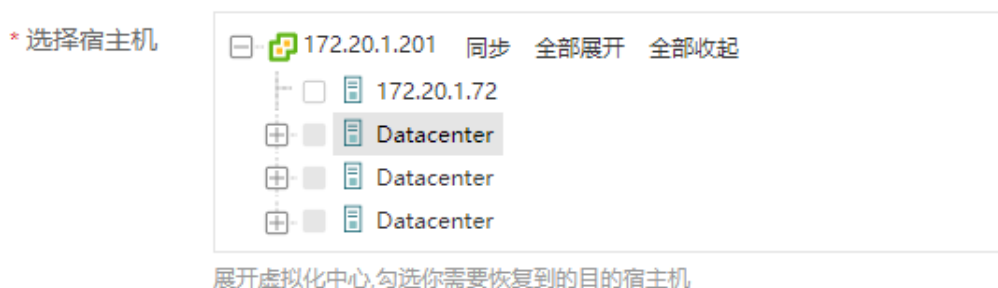 * 选择宿主机
172.20.1.201 同步 全部展开 全部收起
172.20.1.72
Datacenter
Datacenter
Datacenter
展开虚拟化中心,勾选你需要恢复到的目的宿主机